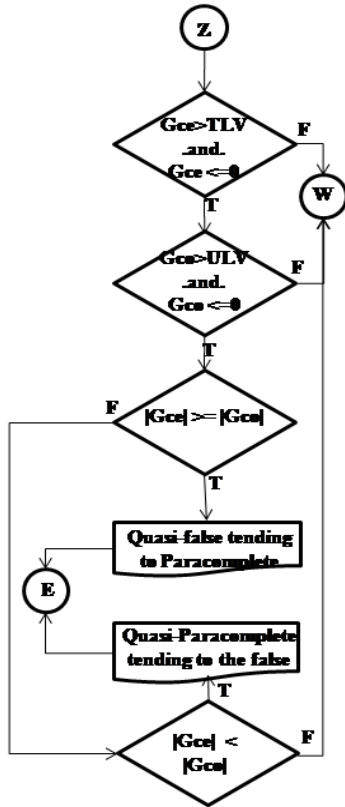 Z
Gce>TLV
.and.
Gce <=0
F
T
W
Gco>ULV
.and.
Gco <=0
F
T
F
|Gce| >= |Gco|
T
Quasi-false tending
to Paracomplete
E
Quasi-Paracomplete
tending to the false
T
|Gce| <
|Gco|
F